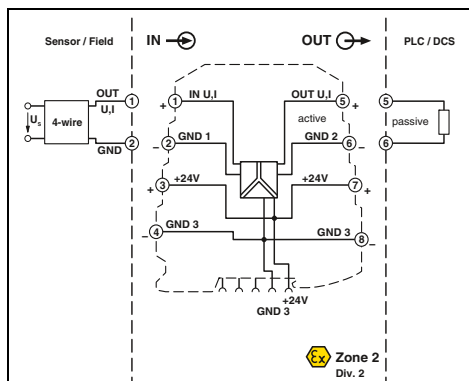 Sensor / Field
IN
OUT
PLC / DCS
OUT
U,I
1
+
1
IN U,I
OUT U,I
5
+
5
Us
4-wire
active
passive
GND
2
−
2
GND 1
GND 2
6
−
6
+
3
+24V
+24V
7
+
−
4
GND 3
GND 3
8
−
+24V
GND 3
Ex
Zone 2
Div. 2